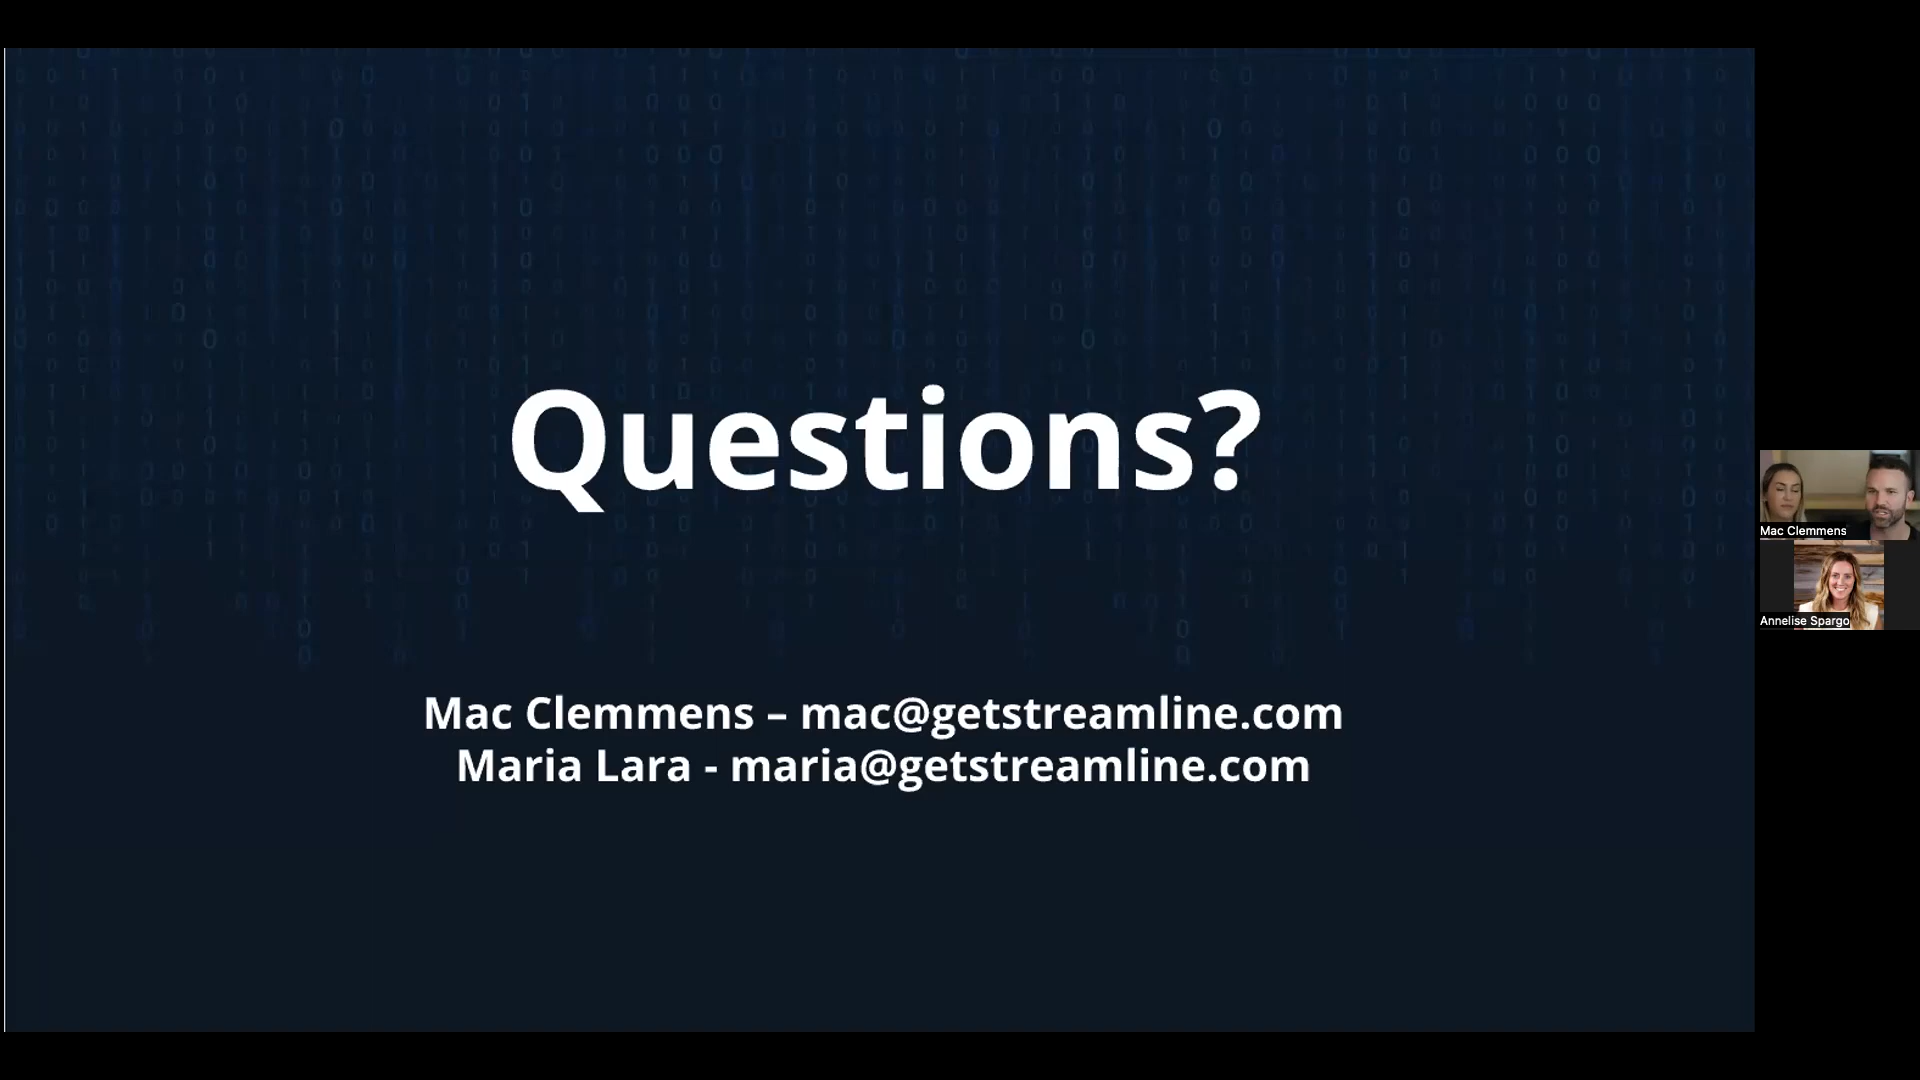 Questions?
Mac Clemmens – mac@getstreamline.com
Maria Lara - maria@getstreamline.com
Mac Clemmens
Annelise Spargo